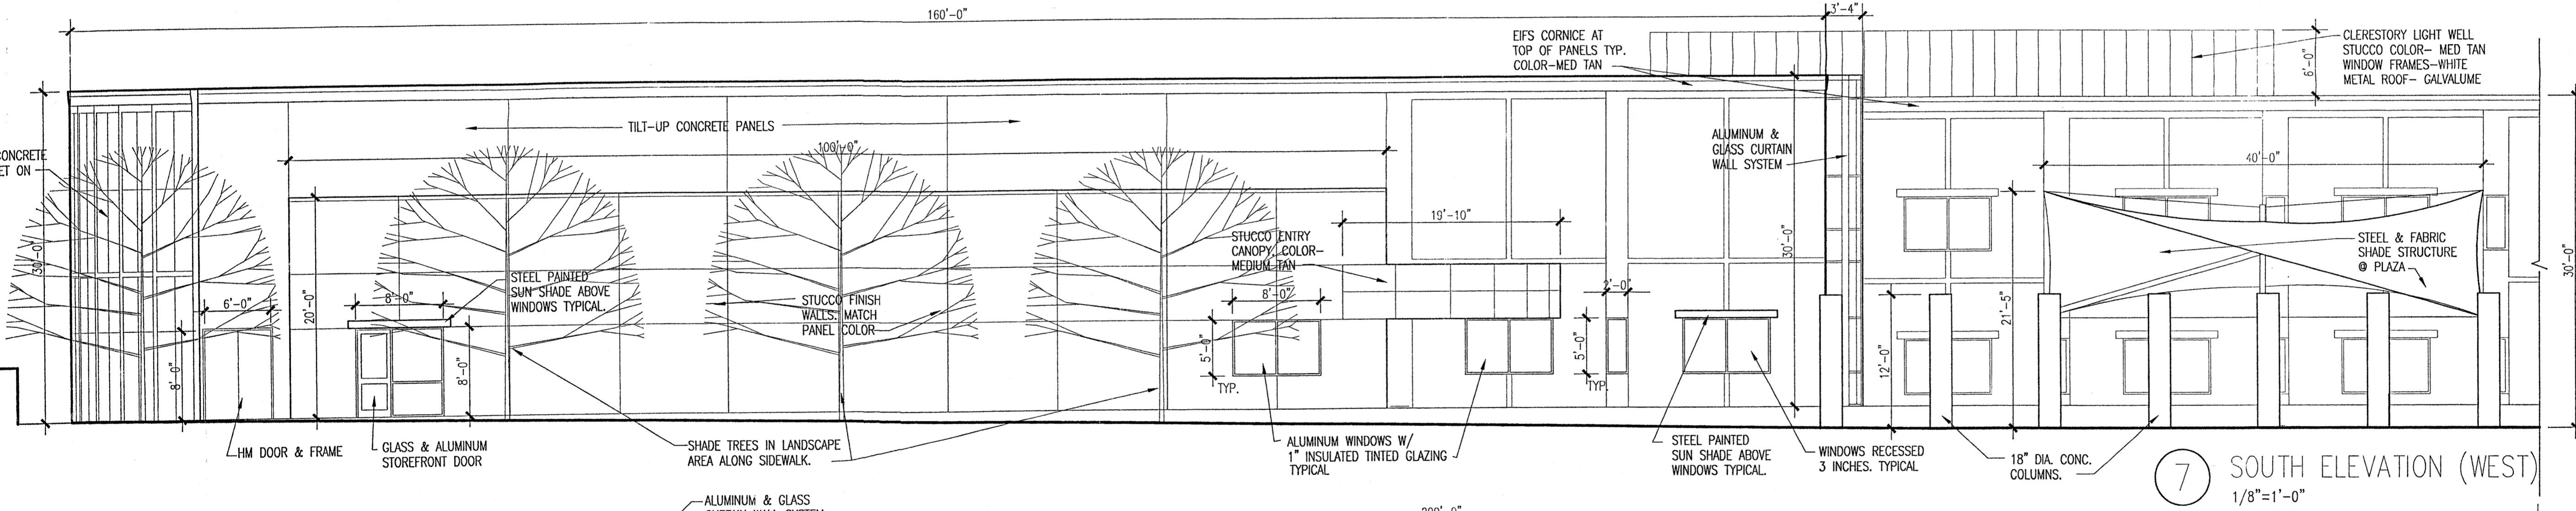 160'-0"
3'-4"
EIFS CORNICE AT
TOP OF PANELS TYP.
COLOR-MED TAN
6'-0"
CLERESTORY LIGHT WELL
STUCCO COLOR- MED TAN
WINDOW FRAMES-WHITE
METAL ROOF- GALVALUME
TILT-UP CONCRETE PANELS
100'-0"
CONCRETE
ET ON
ALUMINUM &
GLASS CURTAIN
WALL SYSTEM
40'-0"
30'-0"
20'-0"
6'-0"
8'-0"
8'-0"
8'-0"
STEEL PAINTED
SUN SHADE ABOVE
WINDOWS TYPICAL.
STUCCO FINISH
WALLS. MATCH
PANEL COLOR
STUCCO ENTRY
CANOPY. COLOR-
MEDIUM TAN
19'-10"
8'-0"
5'-0"
TYP.
2'-0"
5'-0"
TYP.
30'-0"
12'-0"
21'-5"
STEEL & FABRIC
SHADE STRUCTURE
@ PLAZA
30'-0"
HM DOOR & FRAME
GLASS & ALUMINUM
STOREFRONT DOOR
SHADE TREES IN LANDSCAPE
AREA ALONG SIDEWALK.
ALUMINUM WINDOWS W/
1" INSULATED TINTED GLAZING
TYPICAL
STEEL PAINTED
SUN SHADE ABOVE
WINDOWS TYPICAL.
WINDOWS RECESSED
3 INCHES. TYPICAL
18" DIA. CONC.
COLUMNS.
7
SOUTH ELEVATION (WEST)
1/8"=1'-0"
ALUMINUM & GLASS